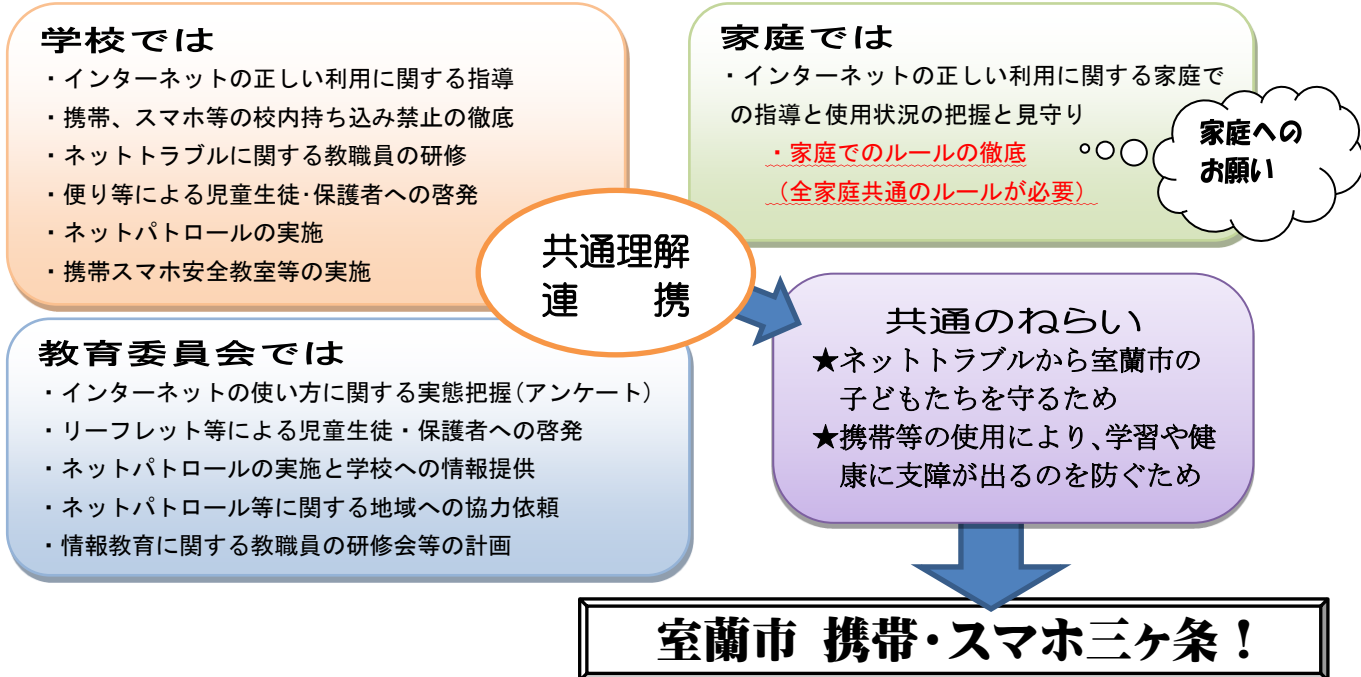 学校では
・インターネットの正しい利用に関する指導
・携帯、スマホ等の校内持ち込み禁止の徹底
・ネットトラブルに関する教職員の研修
・便り等による児童生徒・保護者への啓発
・ネットパトロールの実施
・携帯スマホ安全教室等の実施
家庭では
・インターネットの正しい利用に関する家庭で
の指導と使用状況の把握と見守り
・家庭でのルールの徹底
（全家庭共通のルールが必要）
家庭への
お願い
共通理解
連　　携
教育委員会では
・インターネットの使い方に関する実態把握（アンケート）
・リーフレット等による児童生徒・保護者への啓発
・ネットパトロールの実施と学校への情報提供
・ネットパトロール等に関する地域への協力依頼
・情報教育に関する教職員の研修会等の計画
共通のねらい
★ネットトラブルから室蘭市の
子どもたちを守るため
★携帯等の使用により、学習や健
康に支障が出るのを防ぐため
室蘭市 携帯・スマホ三ケ条！